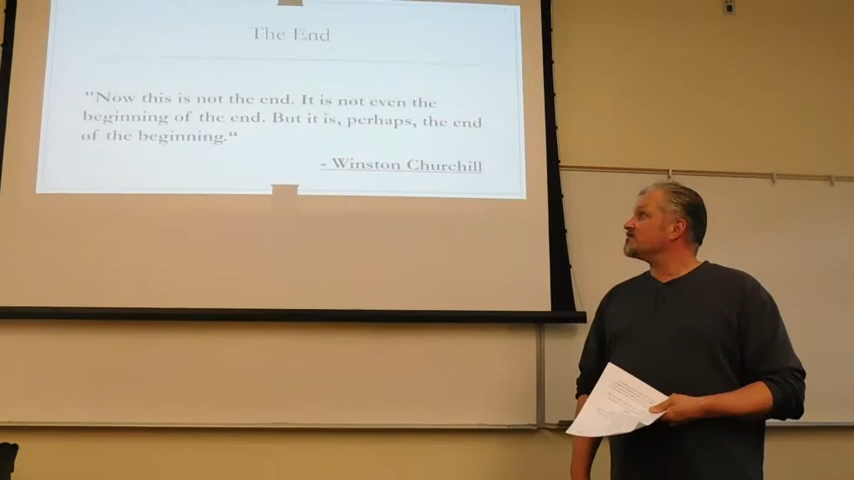 The End
"Now this is not the end. It is not even the
beginning of the end. But it is, perhaps, the end
of the beginning."
- Winston Churchill